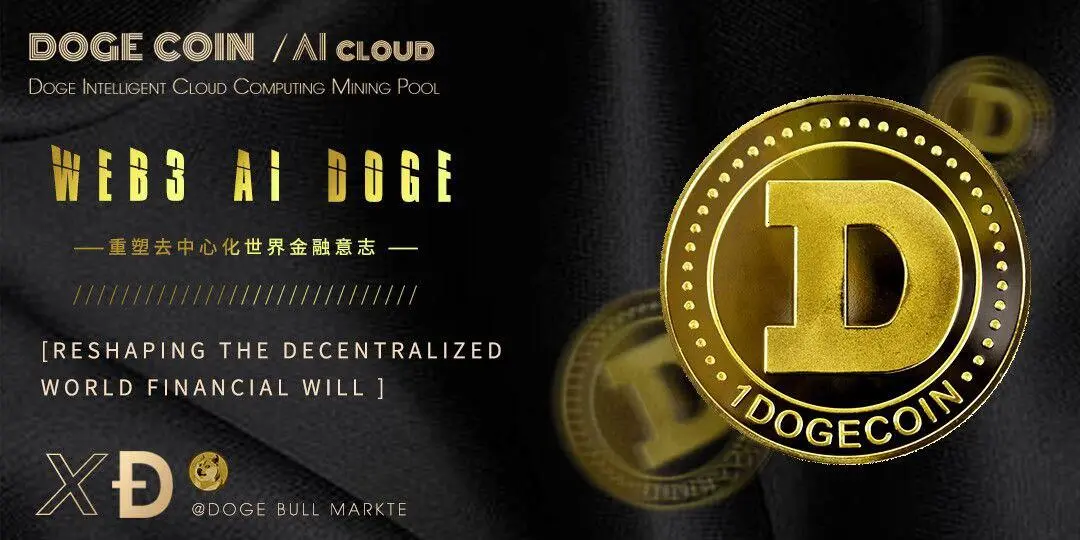 DOGE COIN / AI CLOUD
DOGE INTELLIGENT CLOUD COMPUTING MINING POOL
WEB3 AI DOGE
重塑去中心化世界金融意志
[RESHAPING THE DECENTRALIZED
WORLD FINANCIAL WILL ]
XÐ
@DOGE BULL MARKTE
D
1DOGECOIN